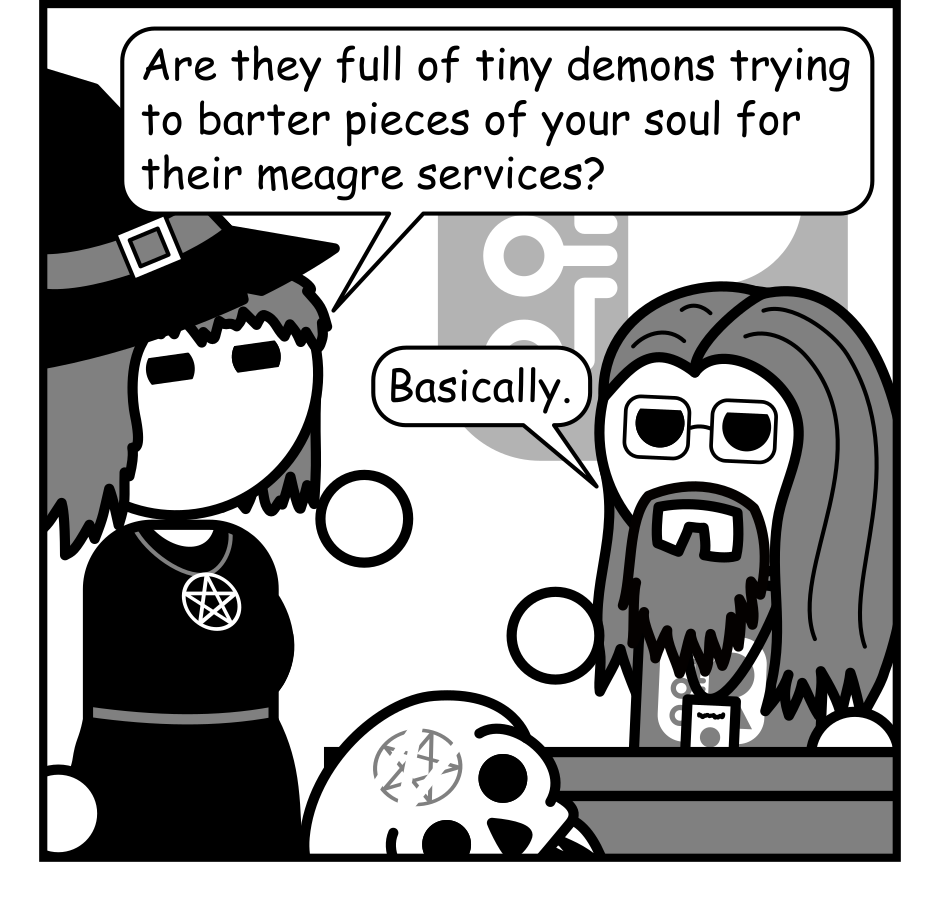 Are they full of tiny demons trying
to barter pieces of your soul for
their meagre services?
Basically.